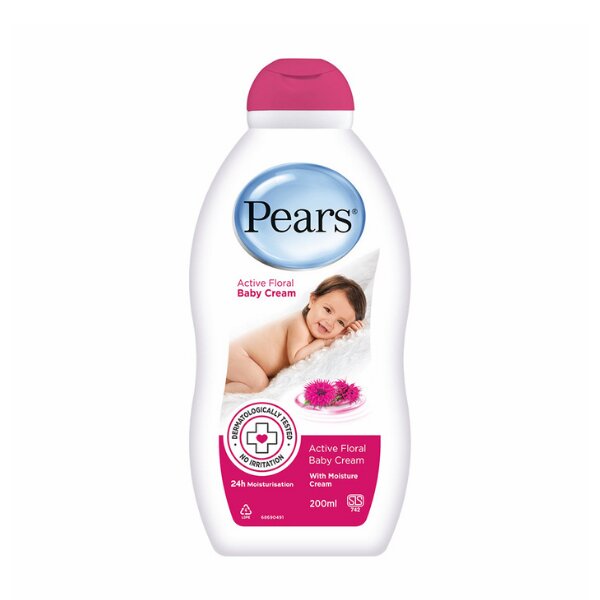 Pears®
Active Floral
Baby Cream
DERMATOLOGICALLY TESTED
NO IRRITATION
24h Moisturisation
Active Floral
Baby Cream
With Moisture
Cream
200ml
SLS
742
LDPE
68690491